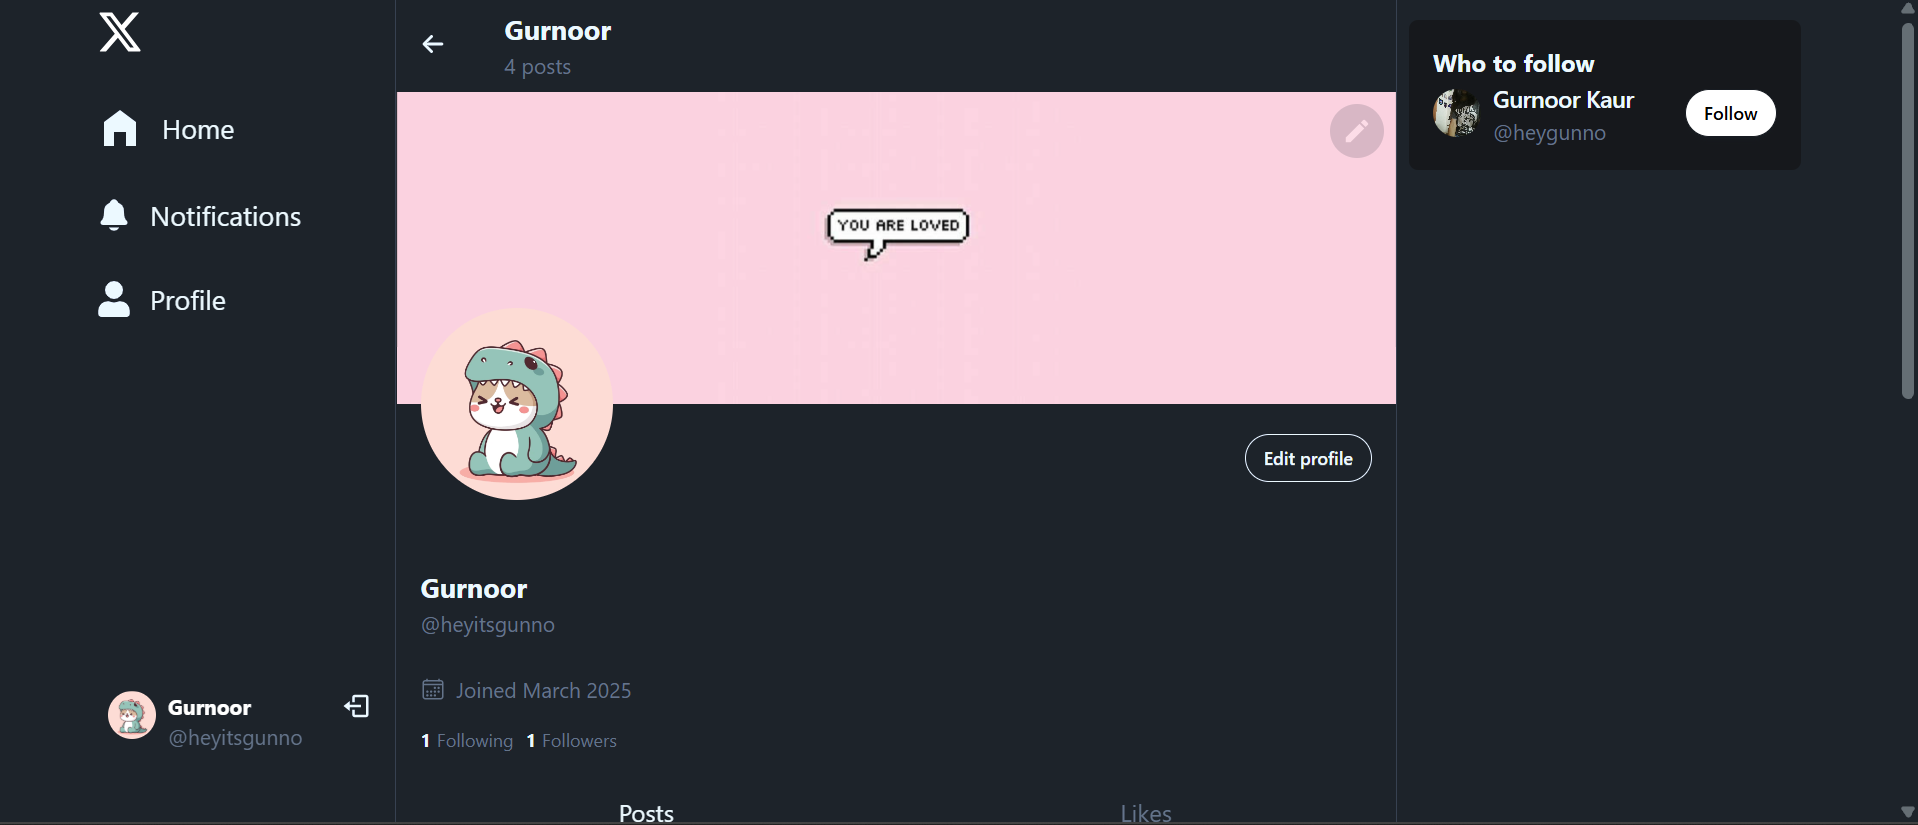 Home
Notifications
Profile
Gurnoor
@heyitsgunno
Gurnoor
4 posts
YOU ARE LOVED
Edit profile
Gurnoor
@heyitsgunno
Joined March 2025
1 Following 1 Followers
Posts Likes
Who to follow
Gurnoor Kaur
@heygunno
Follow